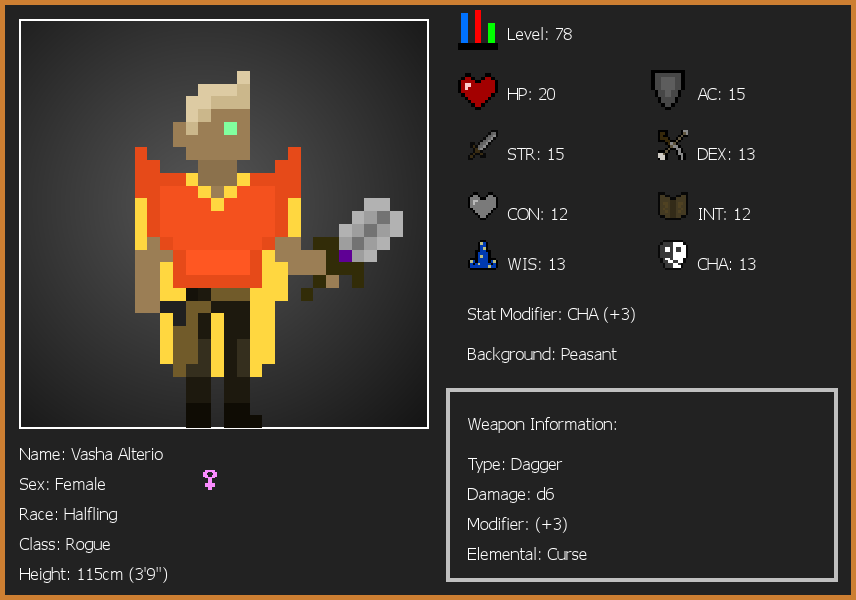 Level: 78
HP: 20
AC: 15
STR: 15
DEX: 13
CON: 12
INT: 12
WIS: 13
CHA: 13
Stat Modifier: CHA (+3)
Background: Peasant
Weapon Information:
Type: Dagger
Damage: d6
Modifier: (+3)
Elemental: Curse
Name: Vasha Alterio
Sex: Female
Race: Halfling
Class: Rogue
Height: 115cm (3'9")